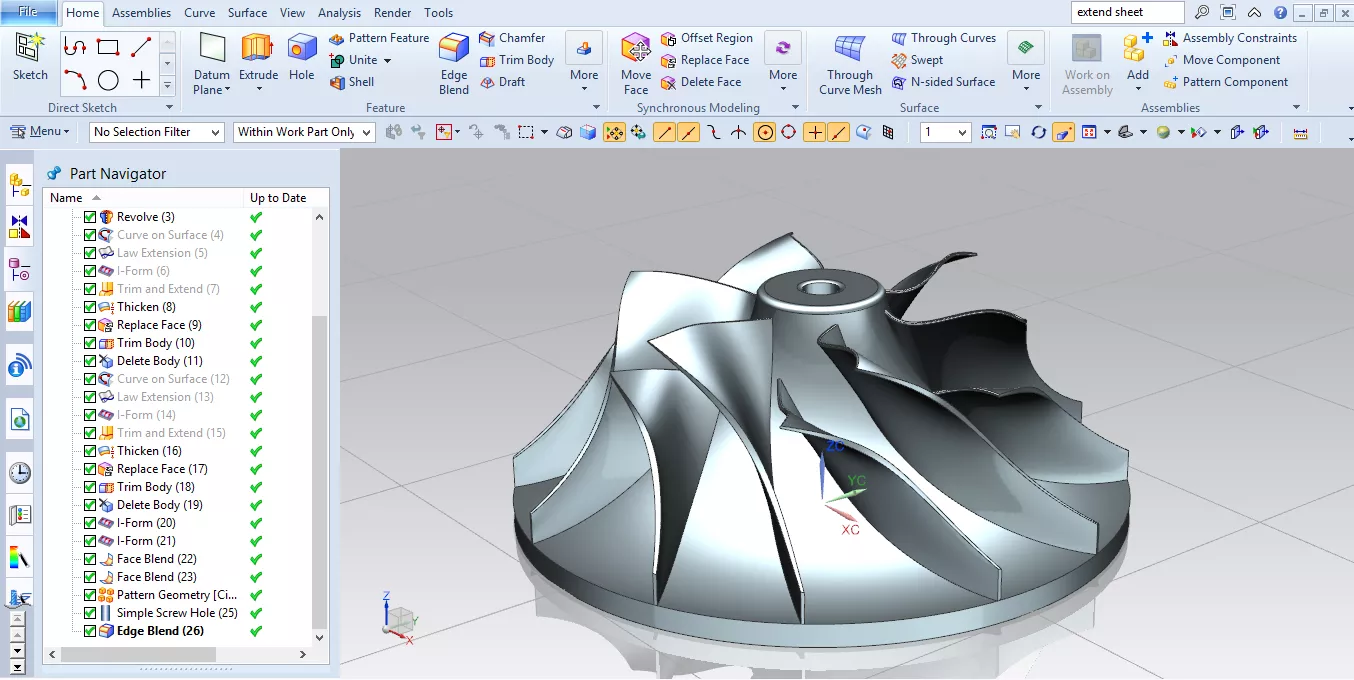 File Home Assemblies Curve Surface View Analysis Render Tools extend sheet
Sketch
Direct Sketch
Datum Plane
Extrude
Hole
Pattern Feature
Unite
Shell
Edge Blend
Chamfer
Trim Body
Draft
More
Feature
Move Face
Offset Region
Replace Face
Delete Face
More
Synchronous Modeling
Through Curve Mesh
Through Curves
Swept
N-sided Surface
More
Surface
Work on Assembly
Add
Assembly Constraints
Move Component
Pattern Component
Assemblies
Menu No Selection Filter Within Work Part Only 1
Part Navigator
Name Up to Date
Revolve (3)
Curve on Surface (4)
Law Extension (5)
I-Form (6)
Trim and Extend (7)
Thicken (8)
Replace Face (9)
Trim Body (10)
Delete Body (11)
Curve on Surface (12)
Law Extension (13)
I-Form (14)
Trim and Extend (15)
Thicken (16)
Replace Face (17)
Trim Body (18)
Delete Body (19)
I-Form (20)
I-Form (21)
Face Blend (22)
Face Blend (23)
Pattern Geometry [Ci...
Simple Screw Hole (25)
Edge Blend (26)
ZC
YC
XC
Z
Y
X